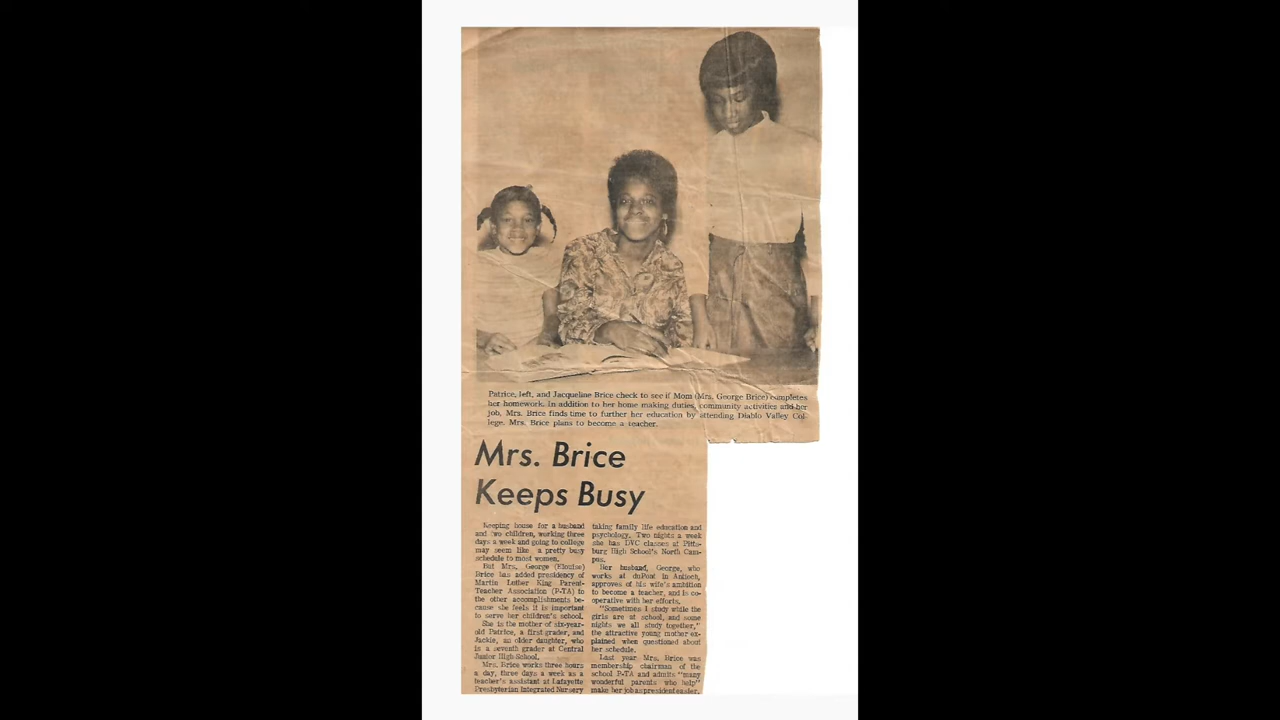 Patrice, left, and Jacqueline Brice check to see if Mom (Mrs. George Brice) completes
her homework. In addition to her home making duties, community activities and her
job, Mrs. Brice finds time to further her education by attending Diablo Valley Col-
lege. Mrs. Brice plans to become a teacher.
Mrs. Brice
Keeps Busy
Keeping house for a husband
and two children, working three
days a week and going to college
may seem like a pretty busy
schedule to most women.
But Mrs. George (Elouise)
Brice has added presidency of
Martin Luther King Parent-
Teacher Association (P-TA) to
the other accomplishments be-
cause she feels it is important
to serve her children's school.
She is the mother of six-year-
old Patrice, a first grader, and
Jackie, an older daughter, who
is a seventh grader at Central
Junior High School.
Mrs. Brice works three hours
a day, three days a week as a
teacher's assistant at Lafayette
Presbyterian Integrated Nursery
taking family life education and
psychology. Two nights a week
she has DVC classes at Pitts-
burg High School's North Cam-
pus.
Her husband, George, who
works at duPont in Antioch,
approves of his wife's ambition
to become a teacher, and is co-
operative with her efforts.
"Sometimes I study while the
girls are at school, and some
nights we all study together,"
the attractive young mother ex-
plained when questioned about
her schedule.
Last year Mrs. Brice was
membership chairman of the
school P-TA and admits "many
wonderful parents who help"
make her job as president easier.